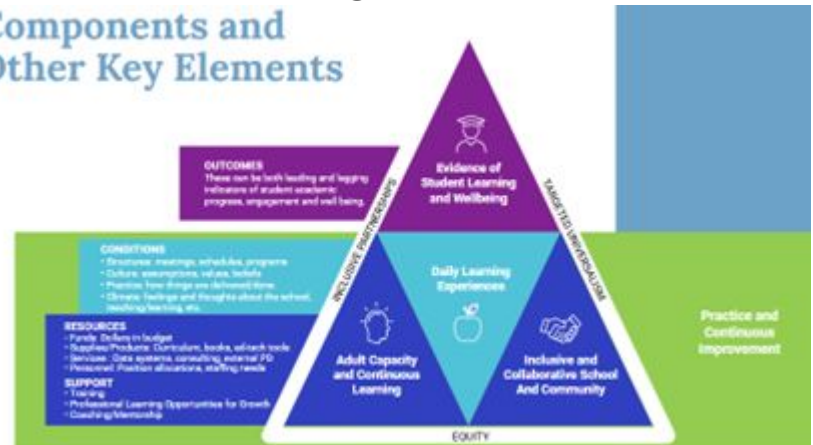 Components and
Other Key Elements
OUTCOMES
These can be both leading and lagging
indicators of student academic
progress, engagement and well being.
Evidence of
Student Learning
and Wellbeing
INCLUSIVE PARTNERSHIPS
TARGETED UNIVERSALISM
CONDITIONS
• Structures: meetings, schedules, programs
• Culture: assumptions, values, beliefs
• Practice: how things are delivered/done
• Climate: feelings and thoughts about the school,
teaching/learning, etc.
Daily Learning
Experiences
RESOURCES
• Funds: Dollars in budget
• Supplies/Products: Curriculum, books, ed-tech tools
• Services: Data systems, consulting, external PD
• Personnel: Position allocations, staffing needs
SUPPORT
• Training
• Professional Learning Opportunities for Growth
• Coaching/Mentorship
Adult Capacity
and Continuous
Learning
Inclusive and
Collaborative School
And Community
Practice and
Continuous
Improvement
EQUITY